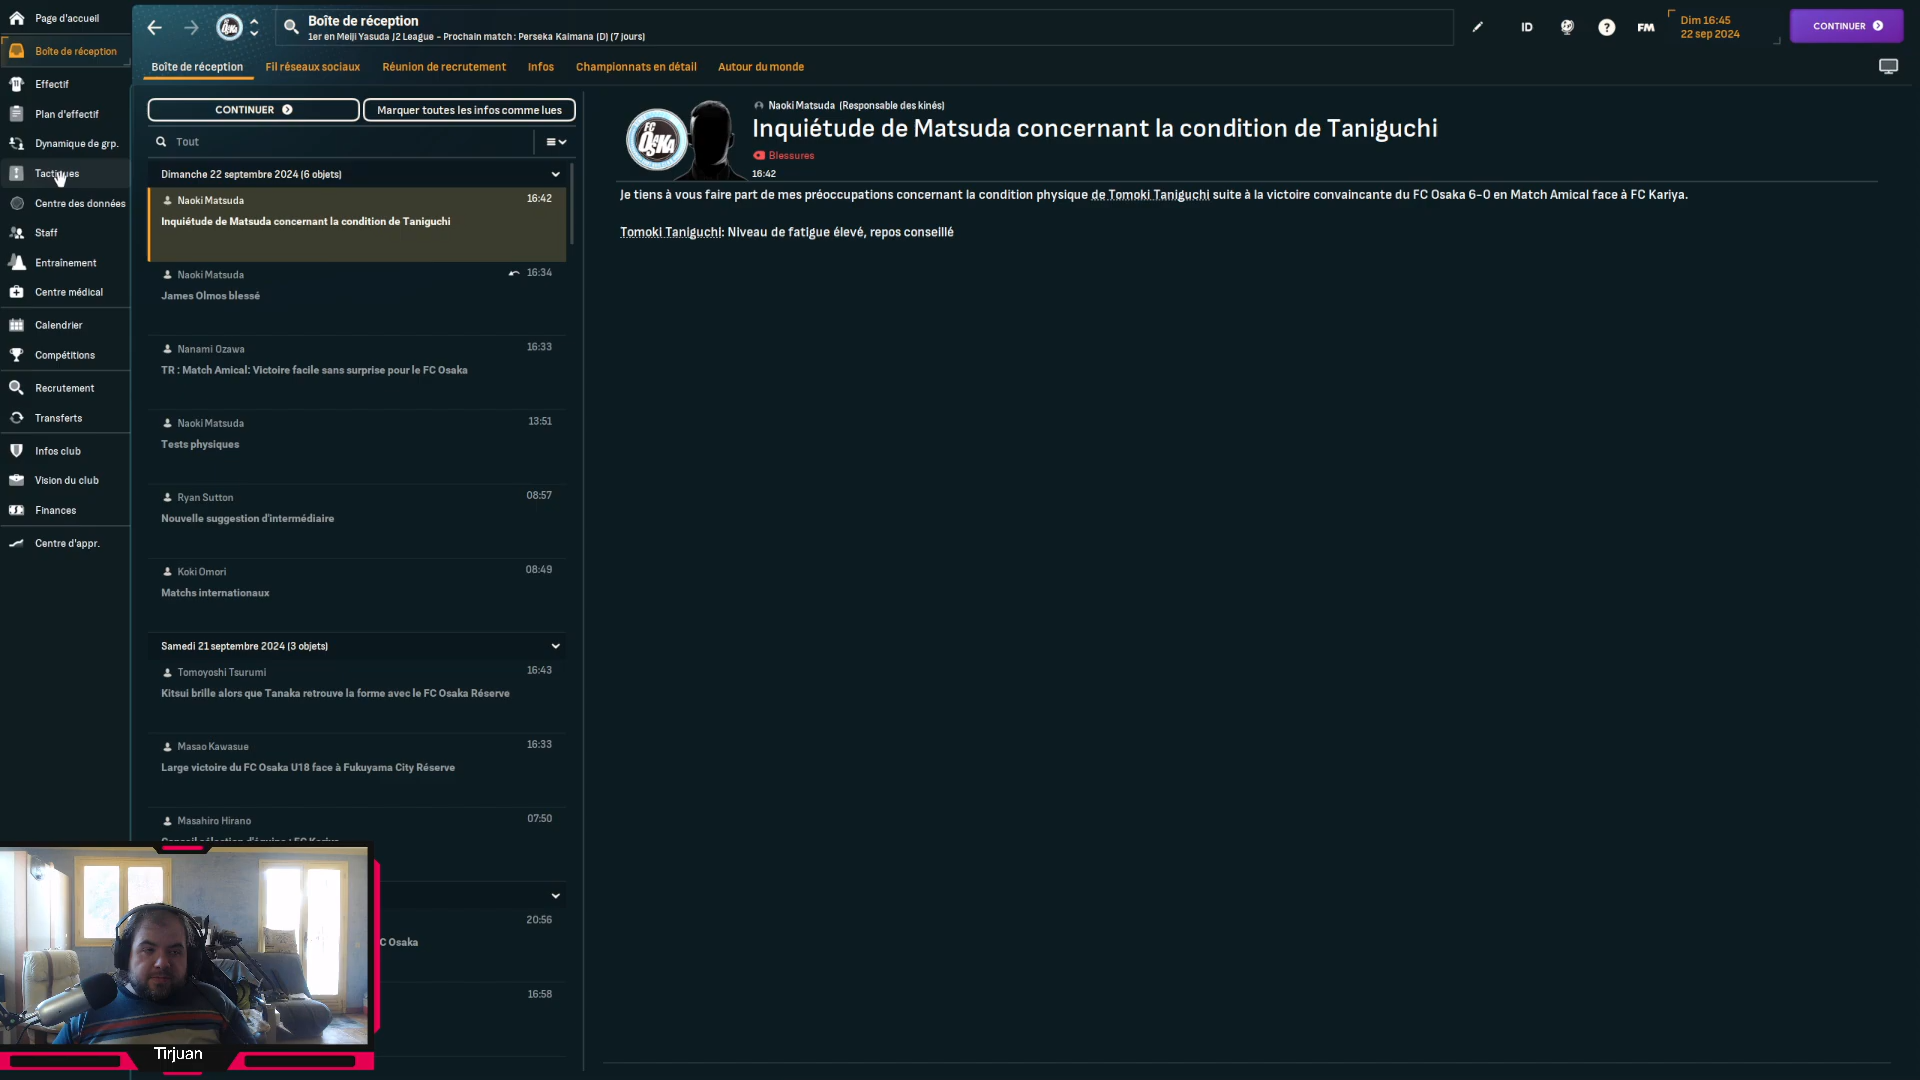 Page d'accueil
Boîte de réception
Effectif
Plan d'effectif
Dynamique de grp.
Tactiques
Centre des données
Staff
Entraînement
Centre médical
Calendrier
Compétitions
Recrutement
Transferts
Infos club
Vision du club
Finances
Centre d'appr.
Boîte de réception
1er en Meiji Yasuda J2 League - Prochain match : Perseka Kaimana (D) (7 jours)
ID
?
FM
Dim 16:45
22 sep 2024
CONTINUER
Boîte de réception
Fil réseaux sociaux
Réunion de recrutement
Infos
Championnats en détail
Autour du monde
CONTINUER
Marquer toutes les infos comme lues
Tout
Dimanche 22 septembre 2024 (6 objets)
Naoki Matsuda 16:42
Inquiétude de Matsuda concernant la condition de Taniguchi
Naoki Matsuda 16:34
James Olmos blessé
Nanami Ozawa 16:33
TR : Match Amical: Victoire facile sans surprise pour le FC Osaka
Naoki Matsuda 13:51
Tests physiques
Ryan Sutton 08:57
Nouvelle suggestion d'intermédiaire
Koki Omori 08:49
Matchs internationaux
Samedi 21 septembre 2024 (3 objets)
Tomoyoshi Tsurumi 16:43
Kitsui brille alors que Tanaka retrouve la forme avec le FC Osaka Réserve
Masao Kawasue 16:33
Large victoire du FC Osaka U18 face à Fukuyama City Réserve
Masahiro Hirano 07:50
Conseil sélection d'équipe : FC Kariya
20:56
C Osaka
16:58
FC OSAKA
Naoki Matsuda (Responsable des kinés)
Inquiétude de Matsuda concernant la condition de Taniguchi
Blessures
16:42
Je tiens à vous faire part de mes préoccupations concernant la condition physique de Tomoki Taniguchi suite à la victoire convaincante du FC Osaka 6-0 en Match Amical face à FC Kariya.
Tomoki Taniguchi: Niveau de fatigue élevé, repos conseillé
Tirjuan